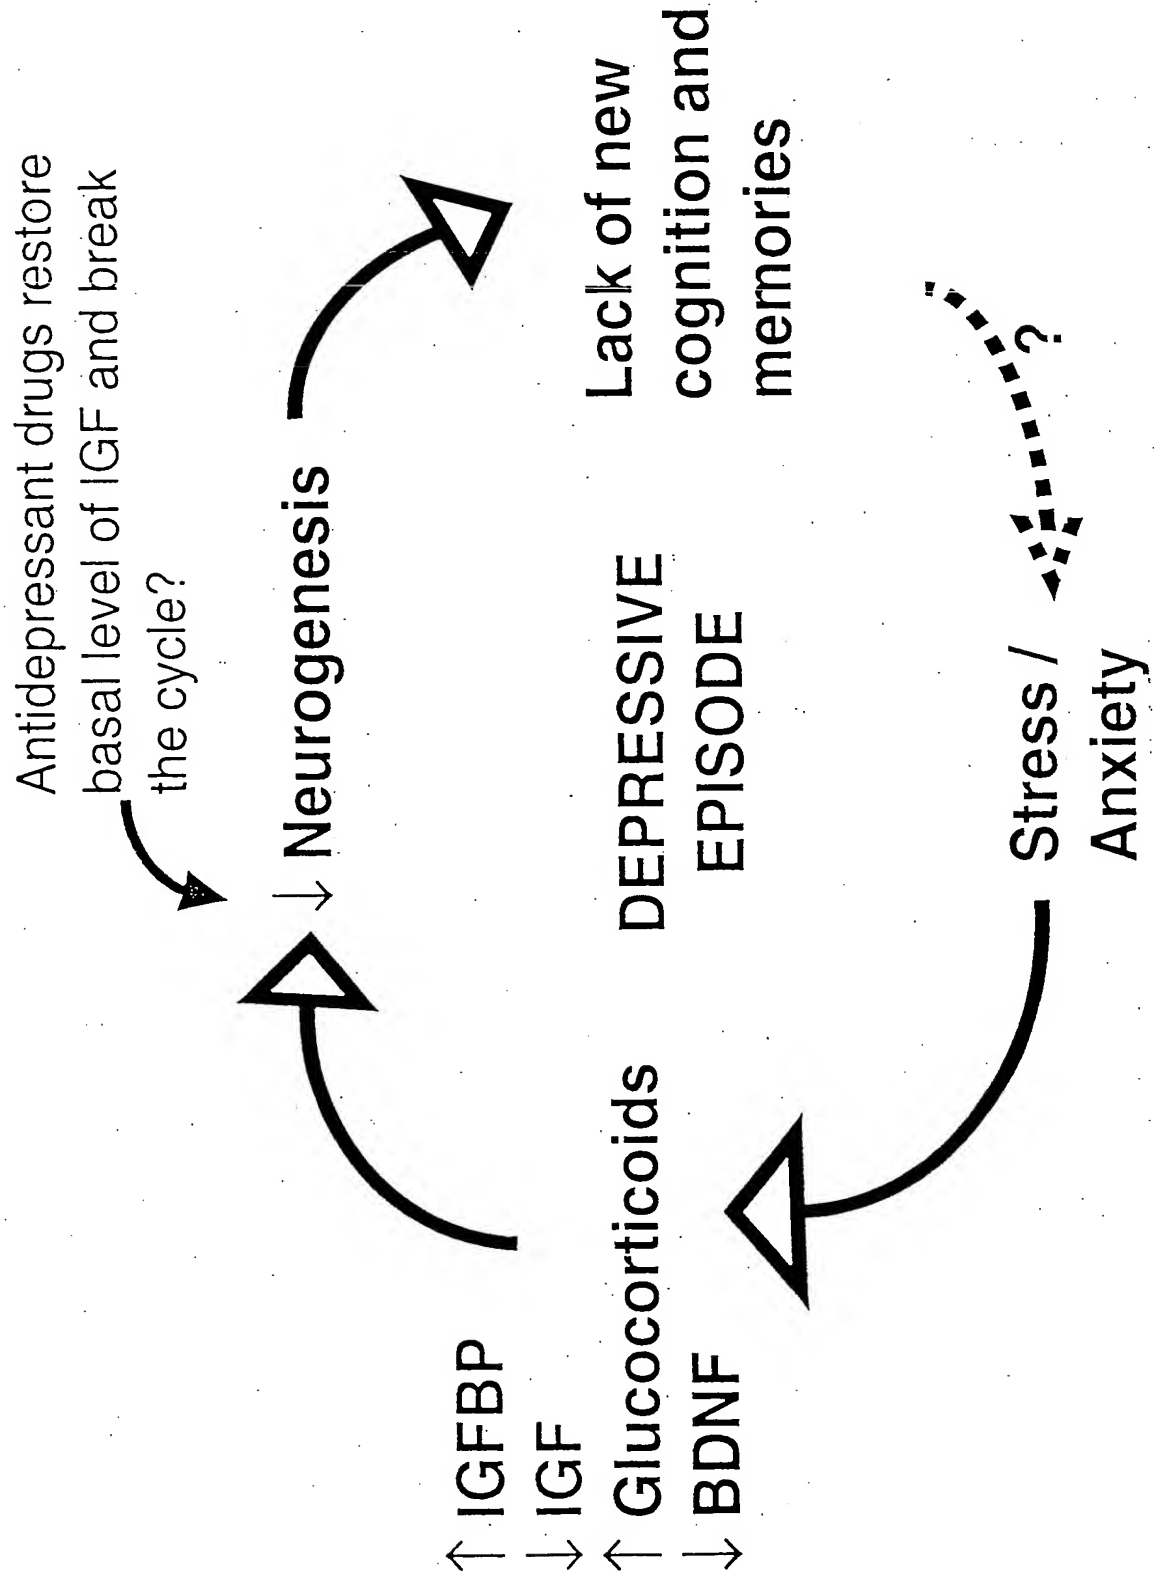 Antidepressant drugs restore
basal level of IGF and break
the cycle?
↓ Neurogenesis
↑ IGFBP
↓ IGF
↑ Glucocorticoids
↓ BDNF
DEPRESSIVE
EPISODE
Lack of new
cognition and
memories
?
Stress /
Anxiety